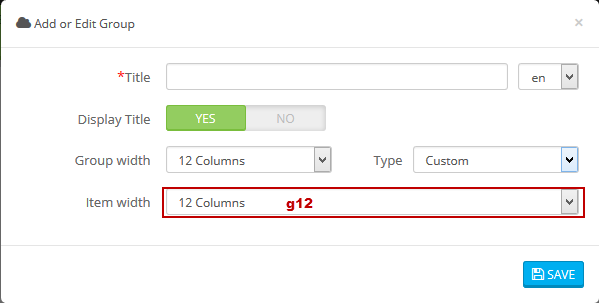 Add or Edit Group ×
*Title en
Display Title YES NO
Group width 12 Columns Type Custom
Item width 12 Columns g12
SAVE